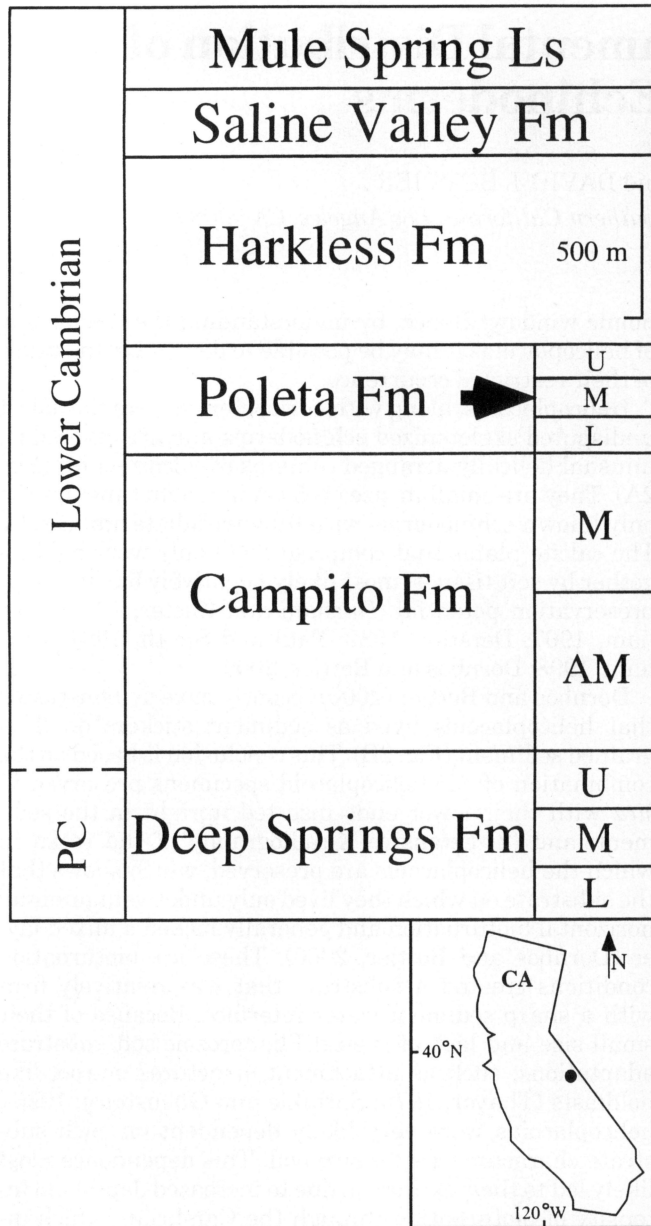 Mule Spring Ls
Saline Valley Fm
Harkless Fm
500 m
Lower Cambrian
Poleta Fm
U
M
L
Campito Fm
M
AM
PC
Deep Springs Fm
U
M
L
CA
N
40°N
120°W